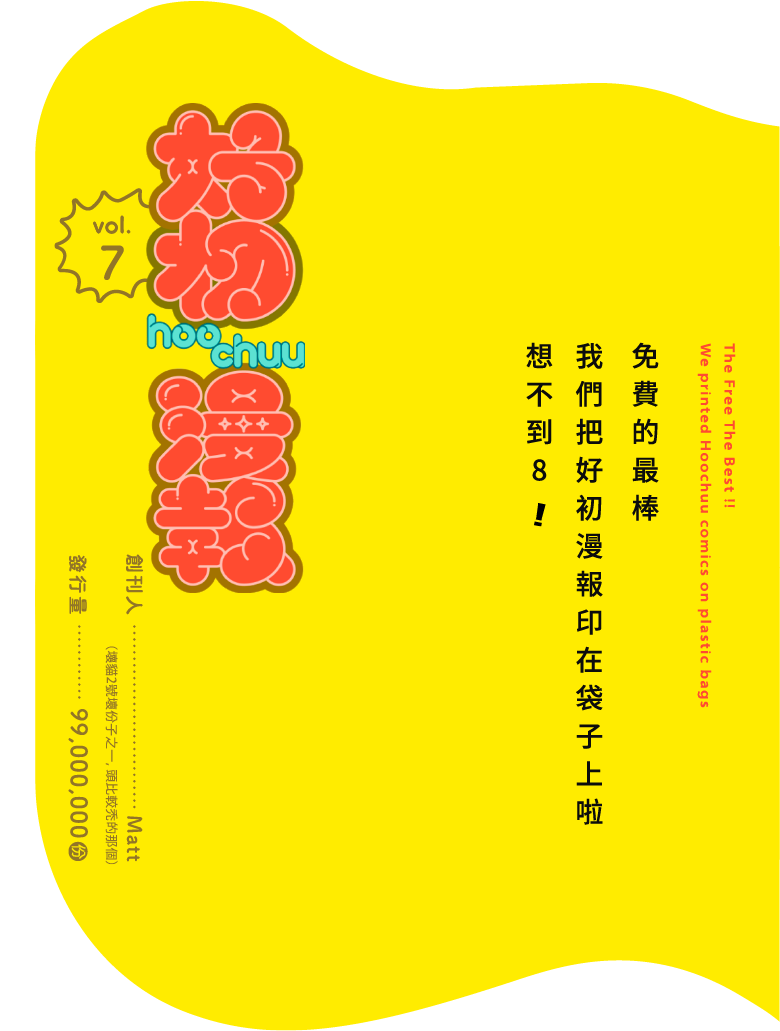 The Free The Best !!
We printed Hoochuu comics on plastic bags
免費的最棒
我們把好初漫報印在袋子上啦
想不到8!
好初
hoo
chuu
漫報
vol.
7
創刊人 ........................ Matt
(壞貓2號壞份子之一, 頭比較禿的那個)
發行量 ............ 99,000,000份